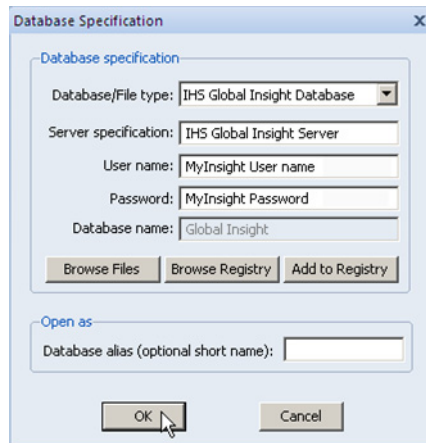 Database Specification
Database specification
Database/File type: IHS Global Insight Database
Server specification: IHS Global Insight Server
User name: MyInsight User name
Password: MyInsight Password
Database name: Global Insight
Browse Files Browse Registry Add to Registry
Open as
Database alias (optional short name):
OK Cancel